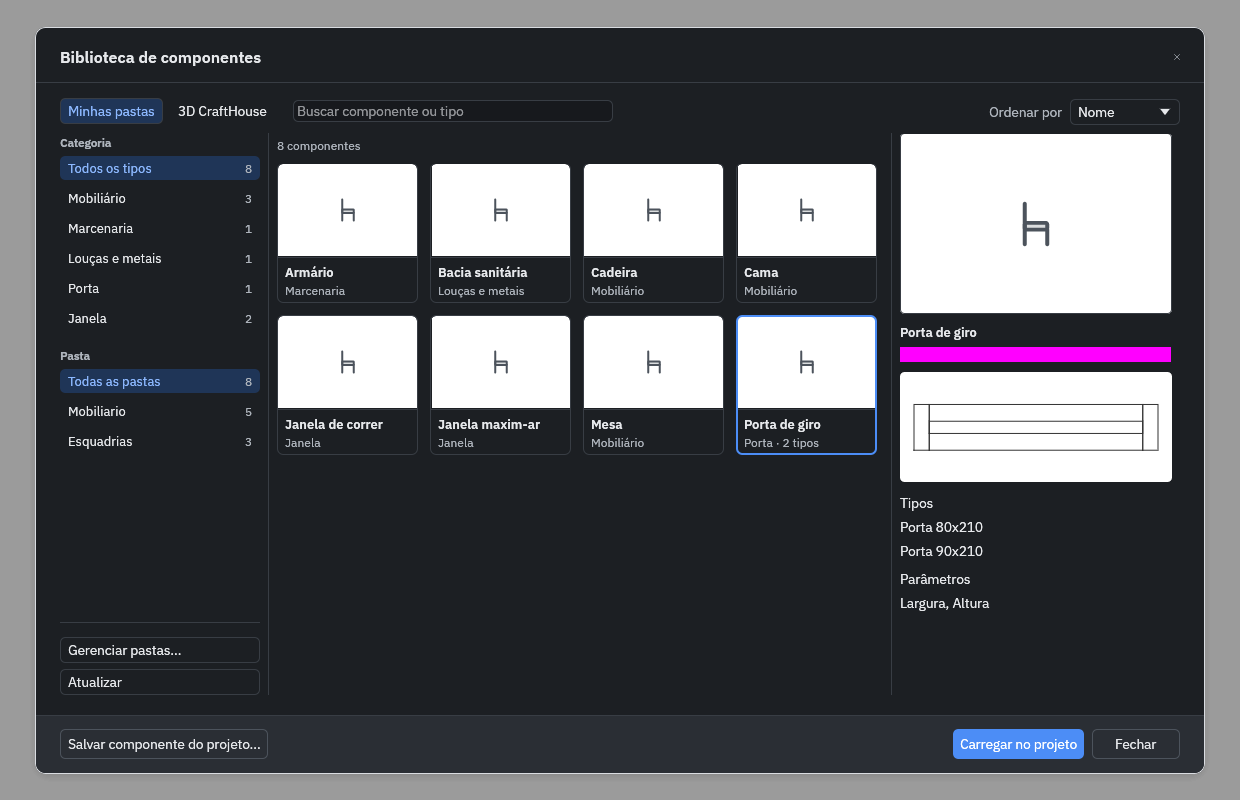 Biblioteca de componentes
×
Minhas pastas
3D CraftHouse
Buscar componente ou tipo
Ordenar por
Nome
Categoria
Todos os tipos 8
Mobiliário 3
Marcenaria 1
Louças e metais 1
Porta 1
Janela 2
Pasta
Todas as pastas 8
Mobiliario 5
Esquadrias 3
Gerenciar pastas...
Atualizar
8 componentes
Armário
Marcenaria
Bacia sanitária
Louças e metais
Cadeira
Mobiliário
Cama
Mobiliário
Janela de correr
Janela
Janela maxim-ar
Janela
Mesa
Mobiliário
Porta de giro
Porta · 2 tipos
Porta de giro
Tipos
Porta 80x210
Porta 90x210
Parâmetros
Largura, Altura
Salvar componente do projeto...
Carregar no projeto
Fechar